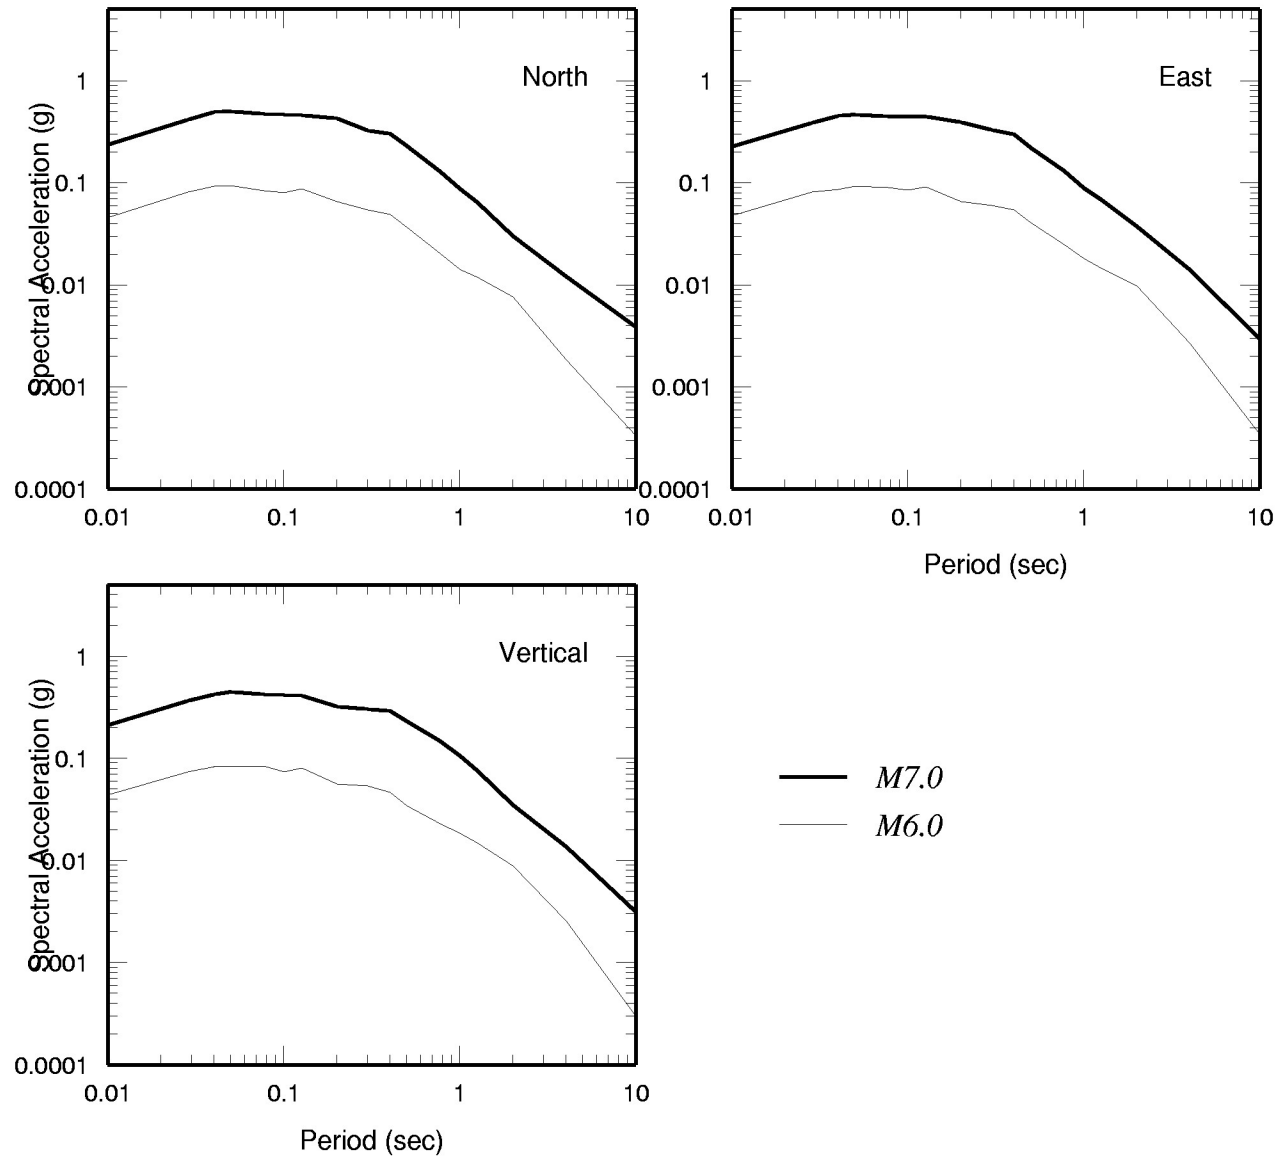 North
1
0.1
0.01
0.001
0.0001
Spectral Acceleration (g)
0.01 0.1 1 10
East
1
0.1
0.01
0.001
0.0001
0.01 0.1 1 10
Period (sec)
Vertical
1
0.1
0.01
0.001
0.0001
Spectral Acceleration (g)
0.01 0.1 1 10
Period (sec)
M7.0
M6.0